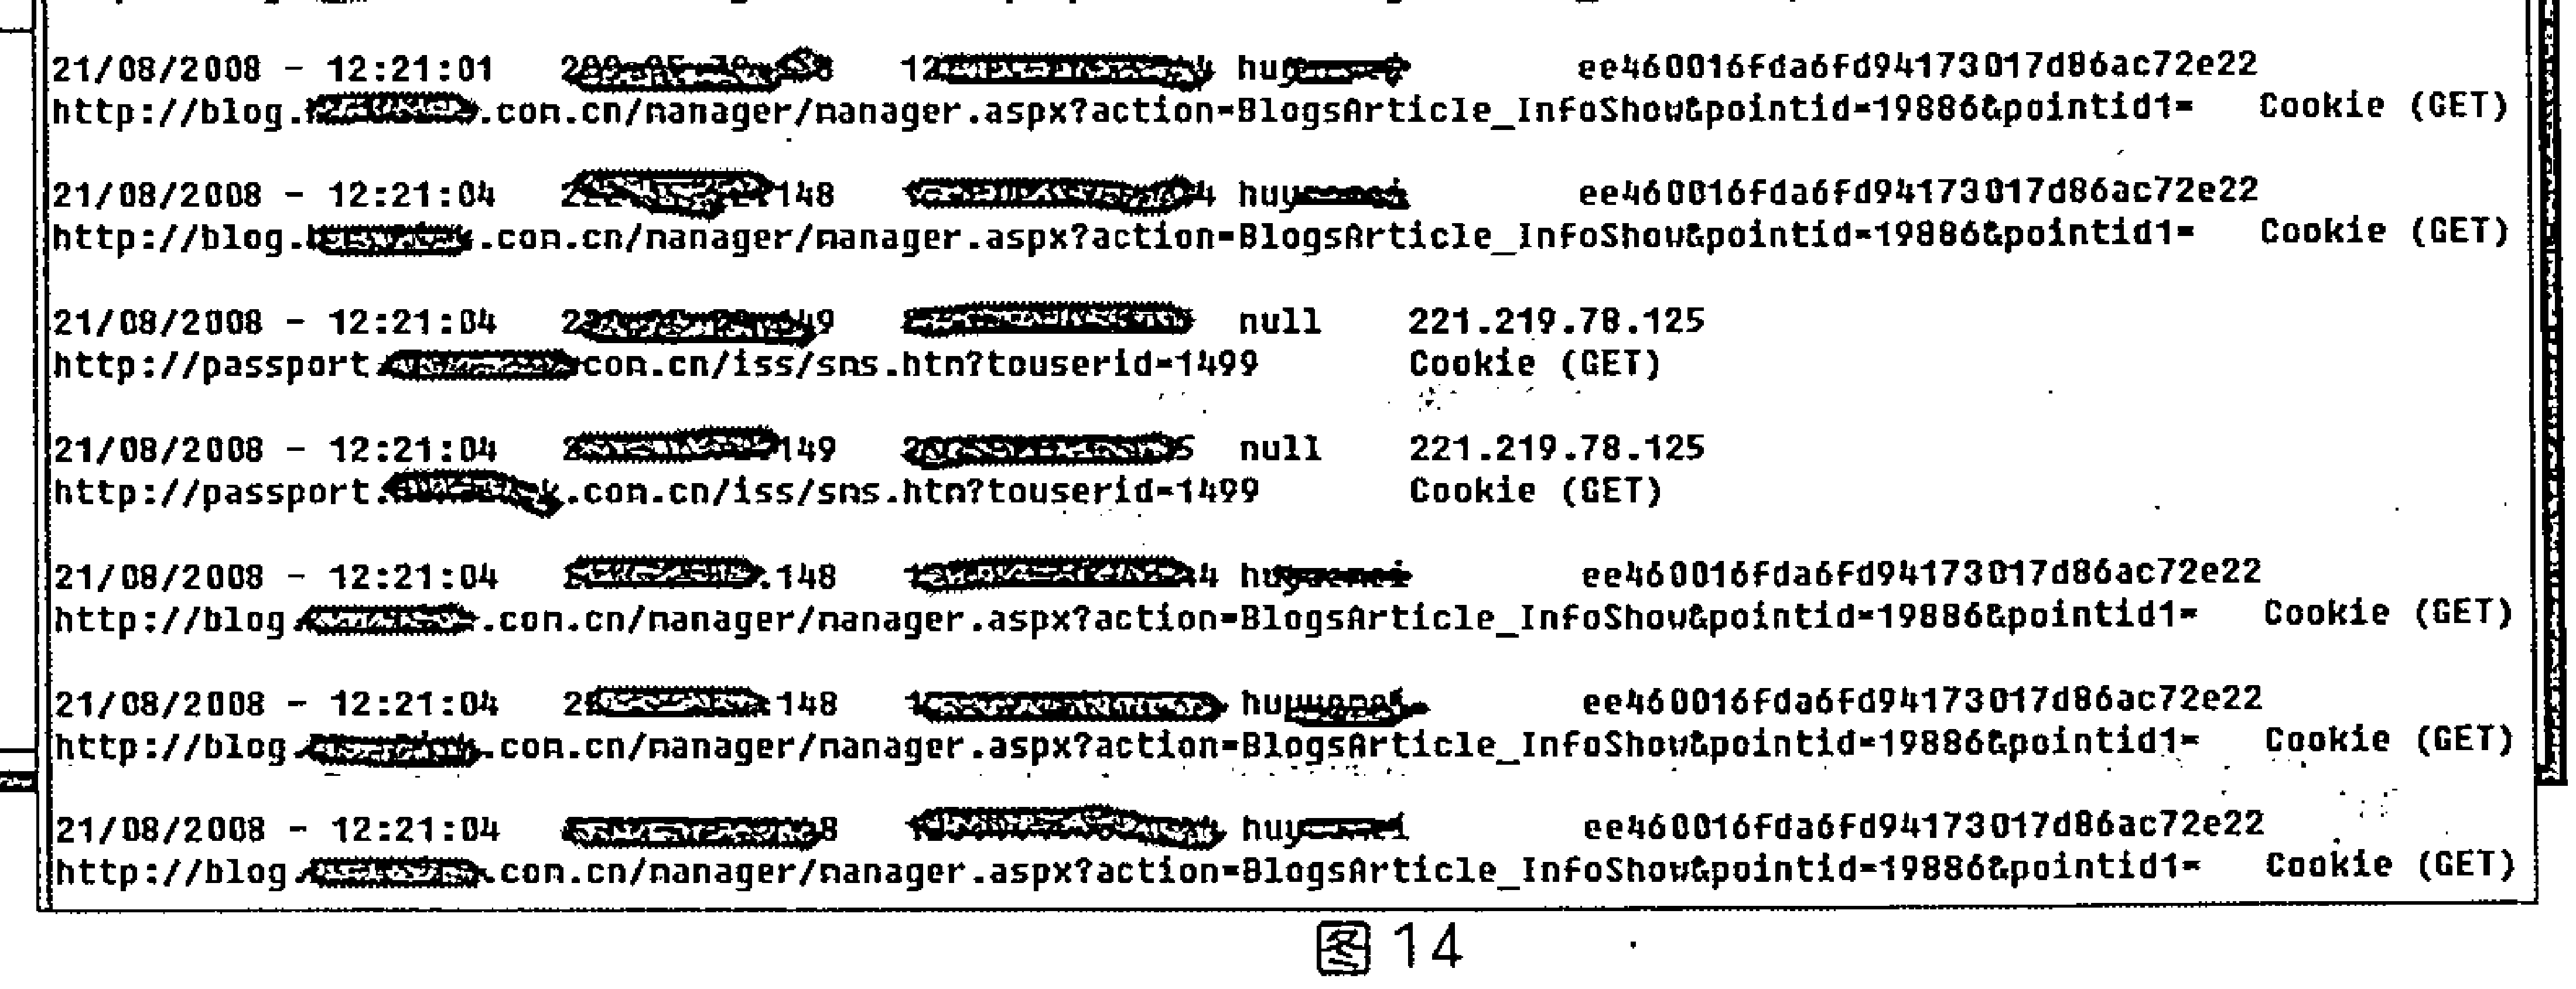 21/08/2008 - 12:21:01 hu ee460016fda6fd94173017d86ac72e22
http://blog. .com.cn/manager/manager.aspx?action=BlogsArticle_InfoShow&pointid=19886&pointid1= Cookie (GET)
21/08/2008 - 12:21:04 148 4 huy ee460016fda6fd94173017d86ac72e22
http://blog. .com.cn/manager/manager.aspx?action=BlogsArticle_InfoShow&pointid=19886&pointid1= Cookie (GET)
21/08/2008 - 12:21:04 49 null 221.219.78.125
http://passport. com.cn/iss/sns.htm?touserid=1499 Cookie (GET)
21/08/2008 - 12:21:04 149 5 null 221.219.78.125
http://passport. .com.cn/iss/sns.htm?touserid=1499 Cookie (GET)
21/08/2008 - 12:21:04 .148 4 hu ee460016fda6fd94173017d86ac72e22
http://blog .com.cn/manager/manager.aspx?action=BlogsArticle_InfoShow&pointid=19886&pointid1= Cookie (GET)
21/08/2008 - 12:21:04 2 148 hu ee460016fda6fd94173017d86ac72e22
http://blog .com.cn/manager/manager.aspx?action=BlogsArticle_InfoShow&pointid=19886&pointid1= Cookie (GET)
21/08/2008 - 12:21:04 8 huy ee460016fda6fd94173017d86ac72e22
http://blog .com.cn/manager/manager.aspx?action=BlogsArticle_InfoShow&pointid=19886&pointid1= Cookie (GET)
图 14